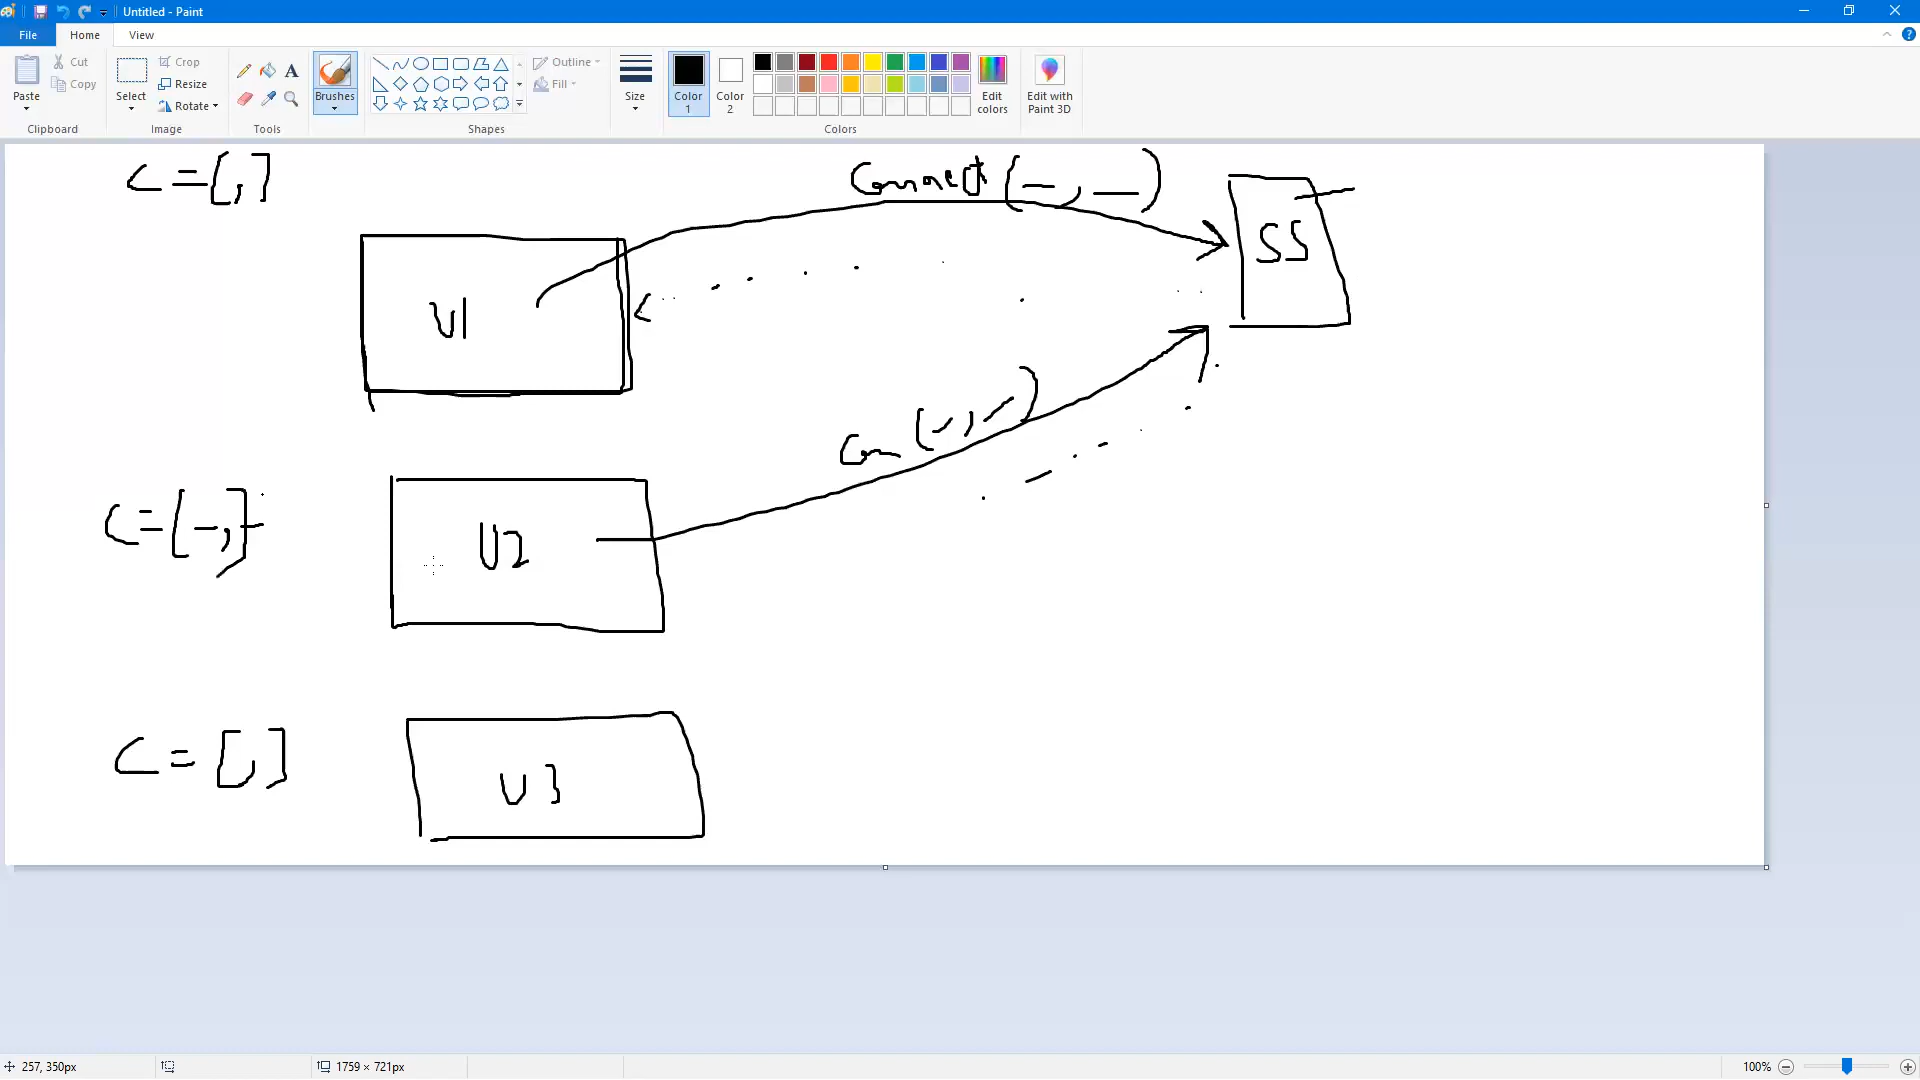 Untitled - Paint
File Home View
Paste
Cut
Copy
Clipboard
Select
Crop
Resize
Rotate
Image
A
Tools
Brushes
Shapes
Outline
Fill
Size
Color 1
Color 2
Edit colors
Edit with Paint 3D
Colors
C=[,]
Connect(—,—)
SS
U1
Con(-,-)
C=[-,]
U2
C=[,]
U3
257, 350px
1759 × 721px
100%